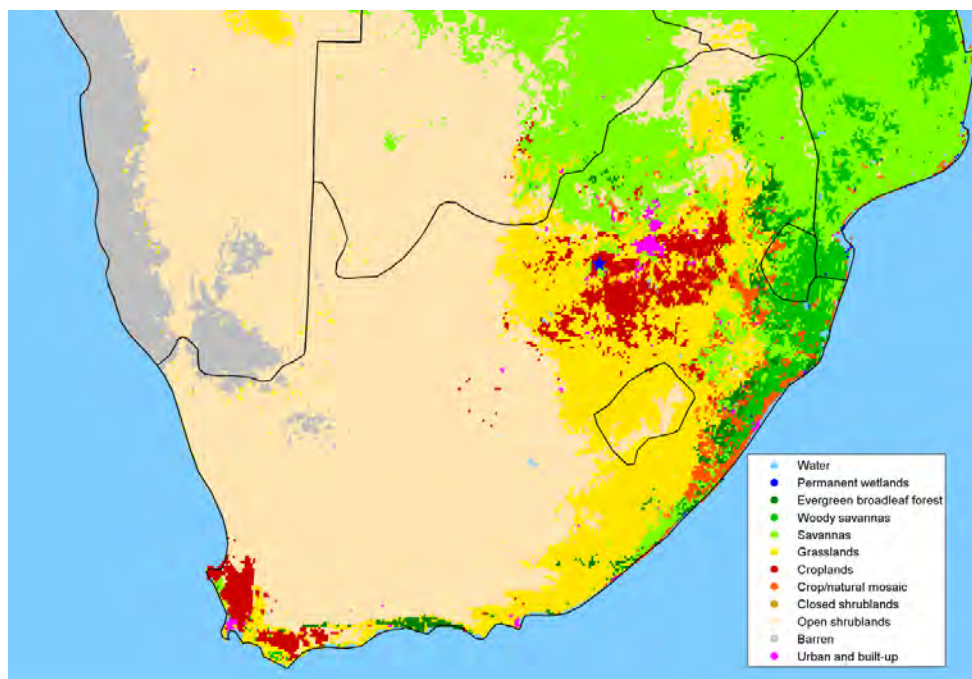 Water
Permanent wetlands
Evergreen broadleaf forest
Woody savannas
Savannas
Grasslands
Croplands
Crop/natural mosaic
Closed shrublands
Open shrublands
Barren
Urban and built-up